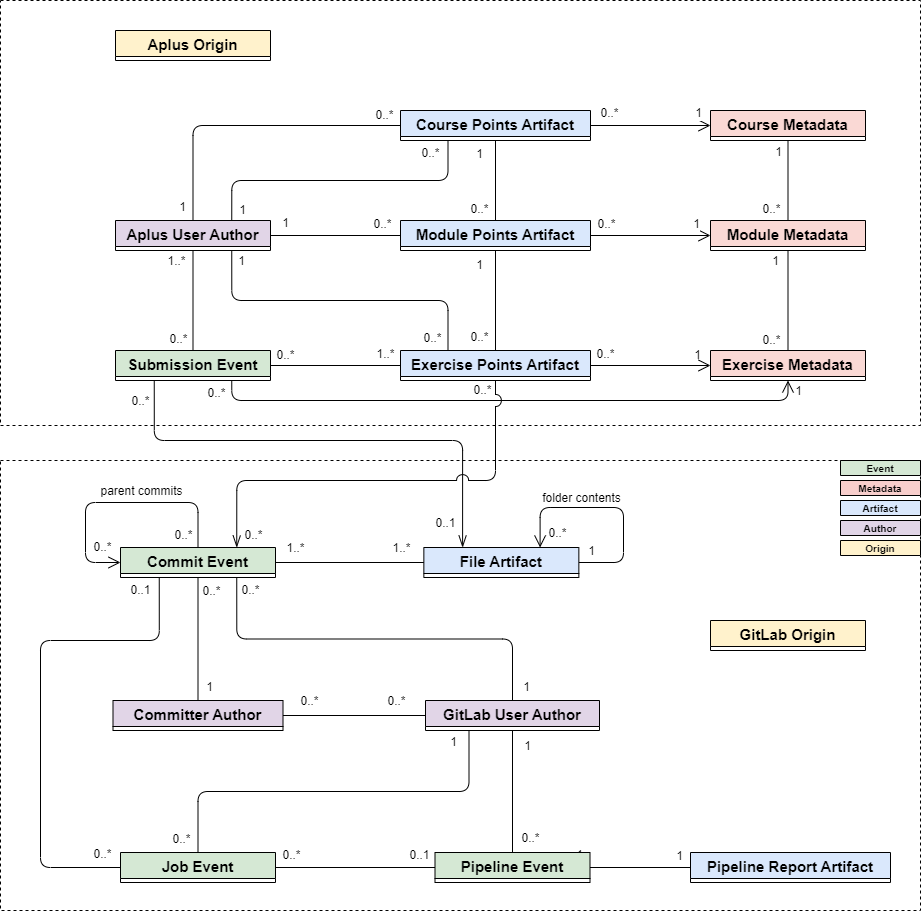 Aplus Origin
0..*
Course Points Artifact
0..*
1
Course Metadata
0..*
1
1
1
1
0..*
0..*
Aplus User Author
1
0..*
Module Points Artifact
0..*
1
Module Metadata
1..*
1
1
1
0..*
0..*
0..*
0..*
Submission Event
0..*
1..*
Exercise Points Artifact
0..*
1
Exercise Metadata
0..*
0..*
0..*
1
Event
Metadata
Artifact
Author
Origin
parent commits
folder contents
0..1
0..*
0..*
0..*
0..*
Commit Event
1..*
1..*
File Artifact
1
0..1
0..*
0..*
GitLab Origin
1
1
Committer Author
0..*
0..*
GitLab User Author
1
1
0..*
0..*
0..*
Job Event
0..*
0..1
Pipeline Event
1
Pipeline Report Artifact